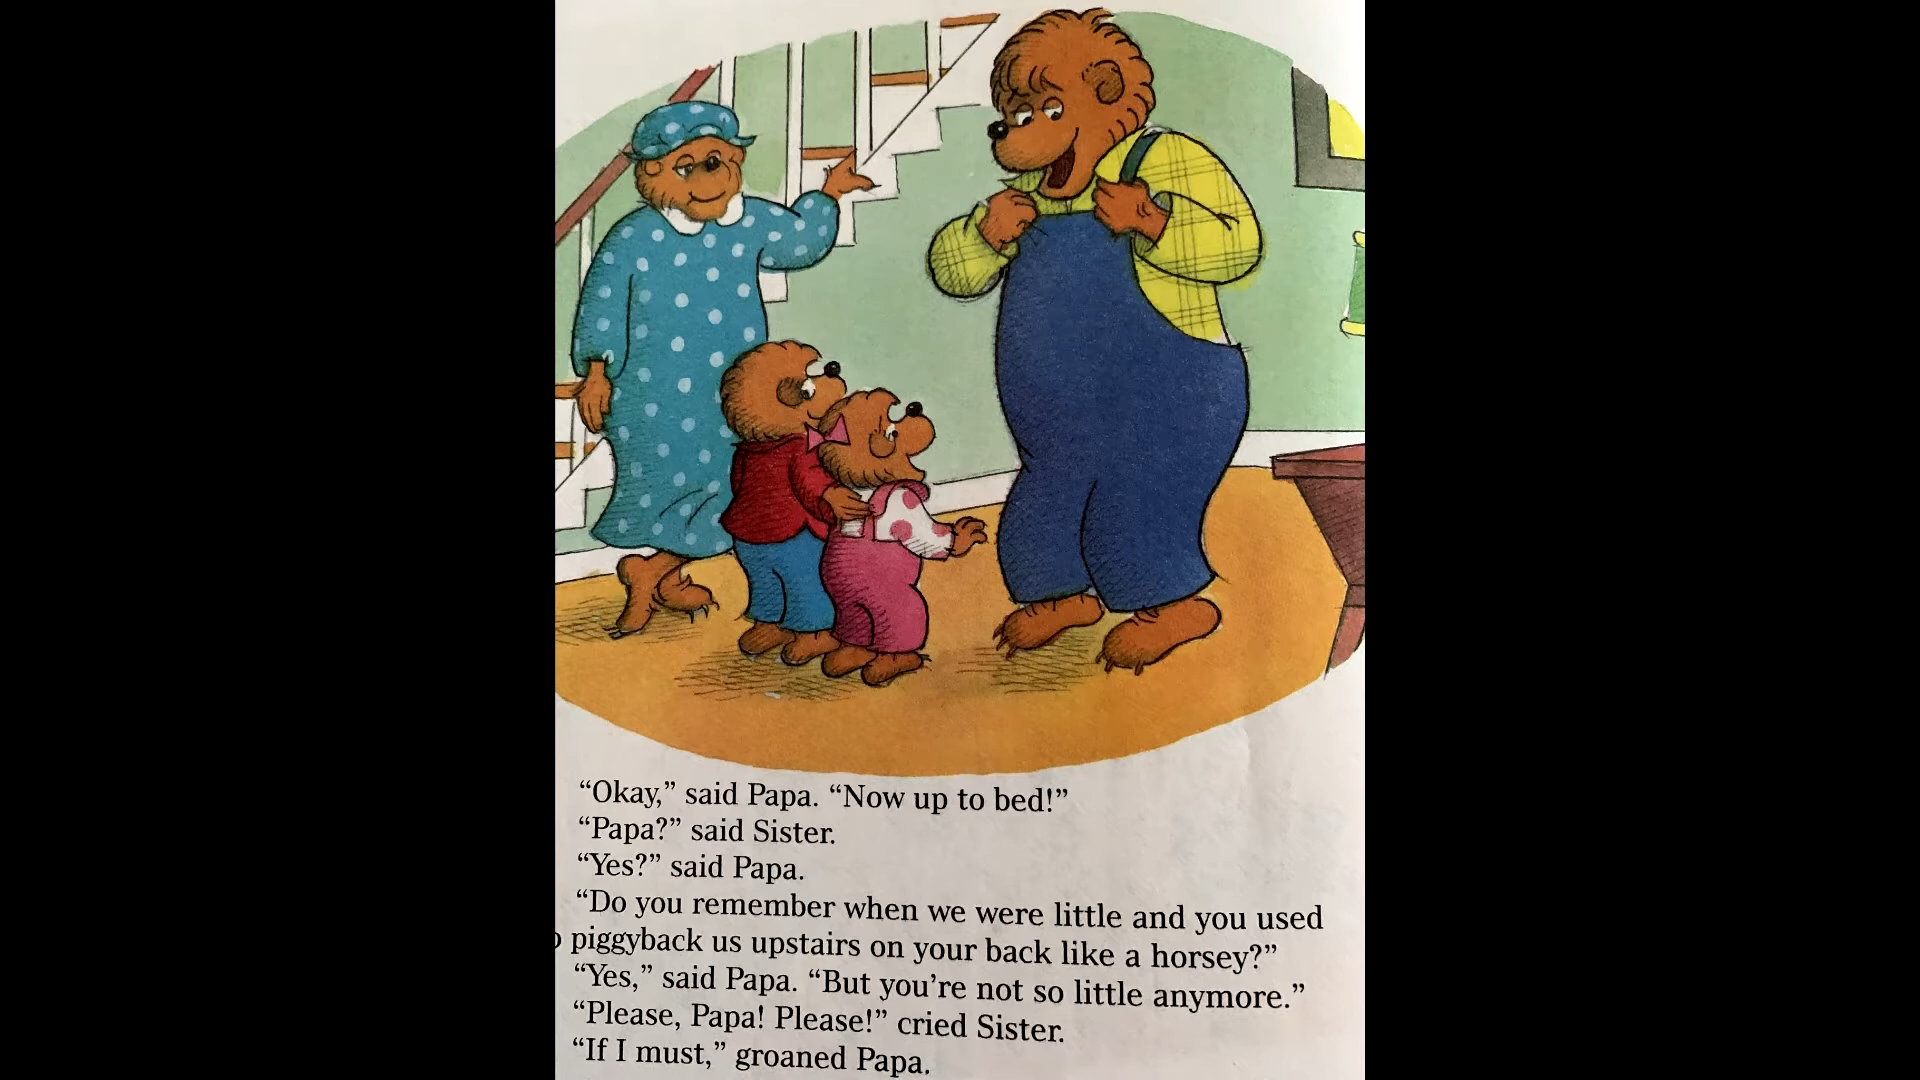 “Okay,” said Papa. “Now up to bed!”
“Papa?” said Sister.
“Yes?” said Papa.
“Do you remember when we were little and you used
piggyback us upstairs on your back like a horsey?”
“Yes,” said Papa. “But you’re not so little anymore.”
“Please, Papa! Please!” cried Sister.
“If I must,” groaned Papa.